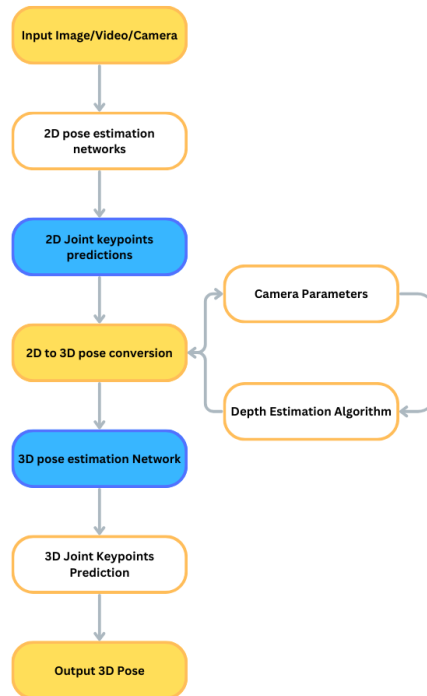 Input Image/Video/Camera
2D pose estimation
networks
2D Joint keypoints
predictions
Camera Parameters
2D to 3D pose conversion
Depth Estimation Algorithm
3D pose estimation Network
3D Joint Keypoints
Prediction
Output 3D Pose